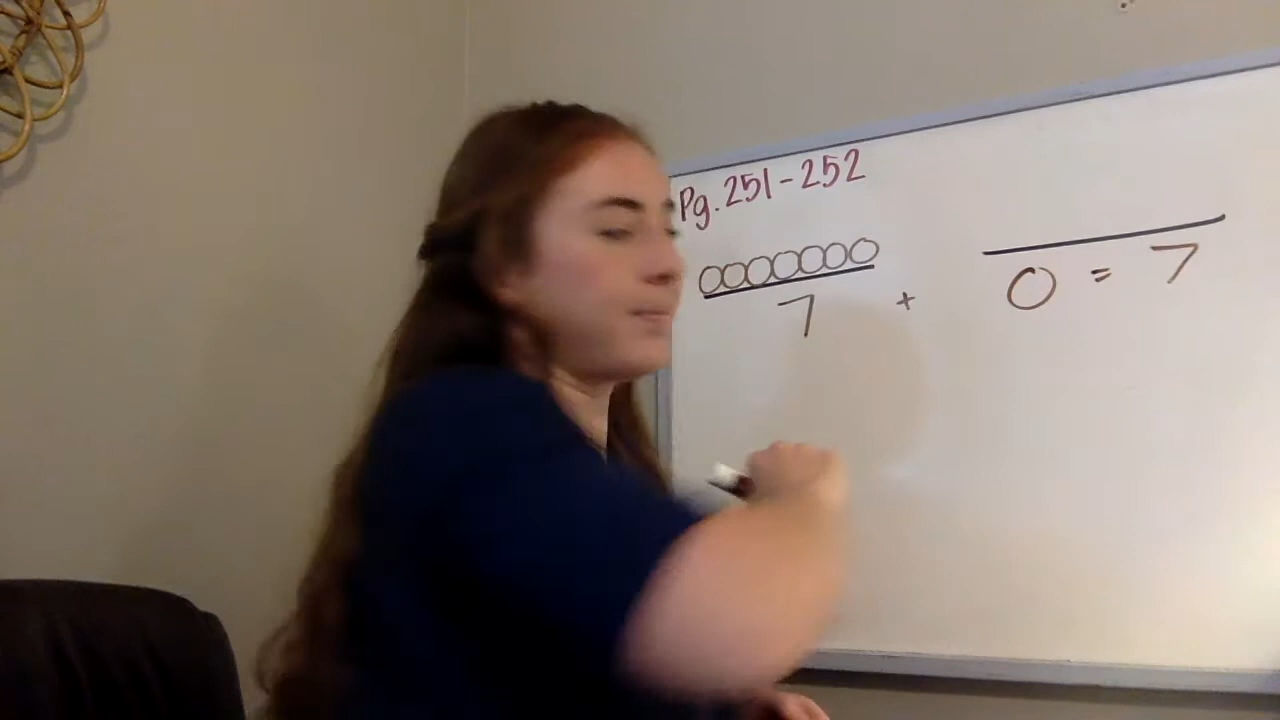 Pg. 251-252
7 + 0 = 7